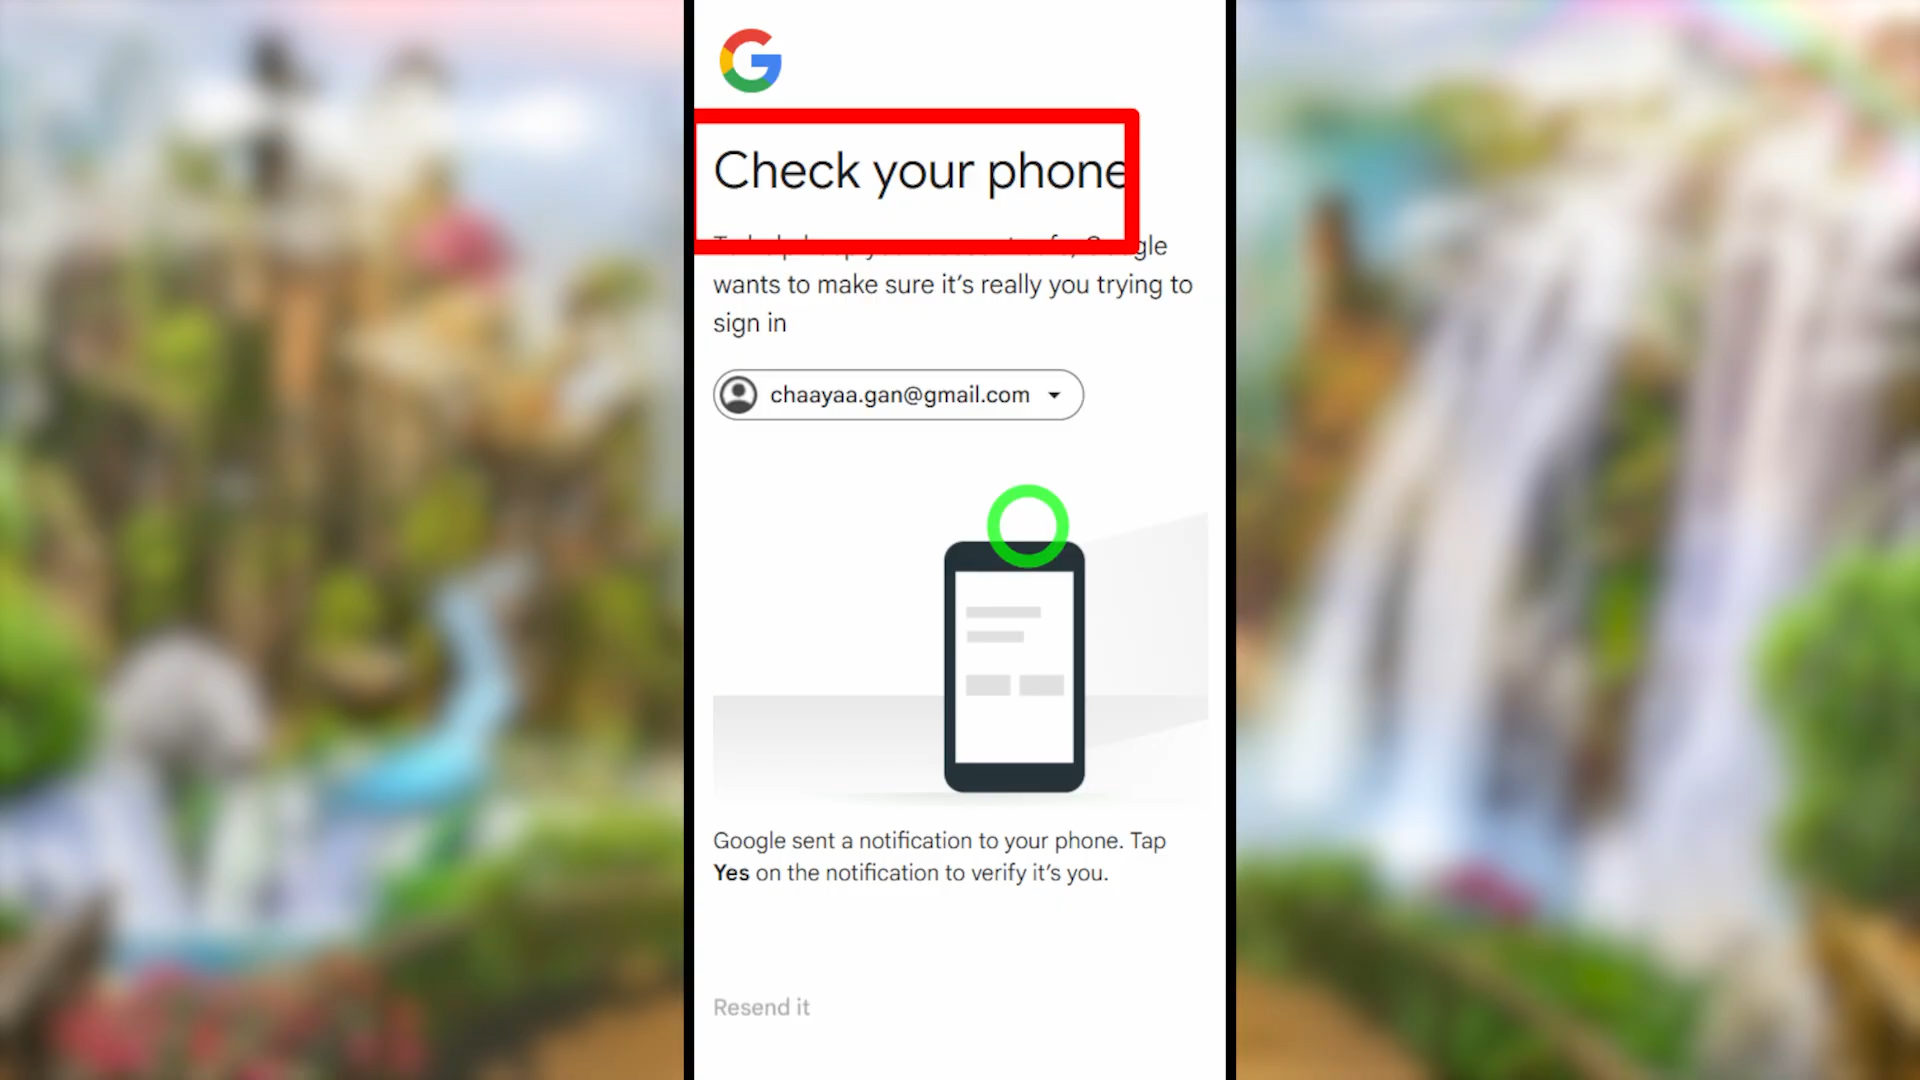 Check your phone
gle
wants to make sure it's really you trying to
sign in
chaayaa.gan@gmail.com
Google sent a notification to your phone. Tap
Yes on the notification to verify it's you.
Resend it